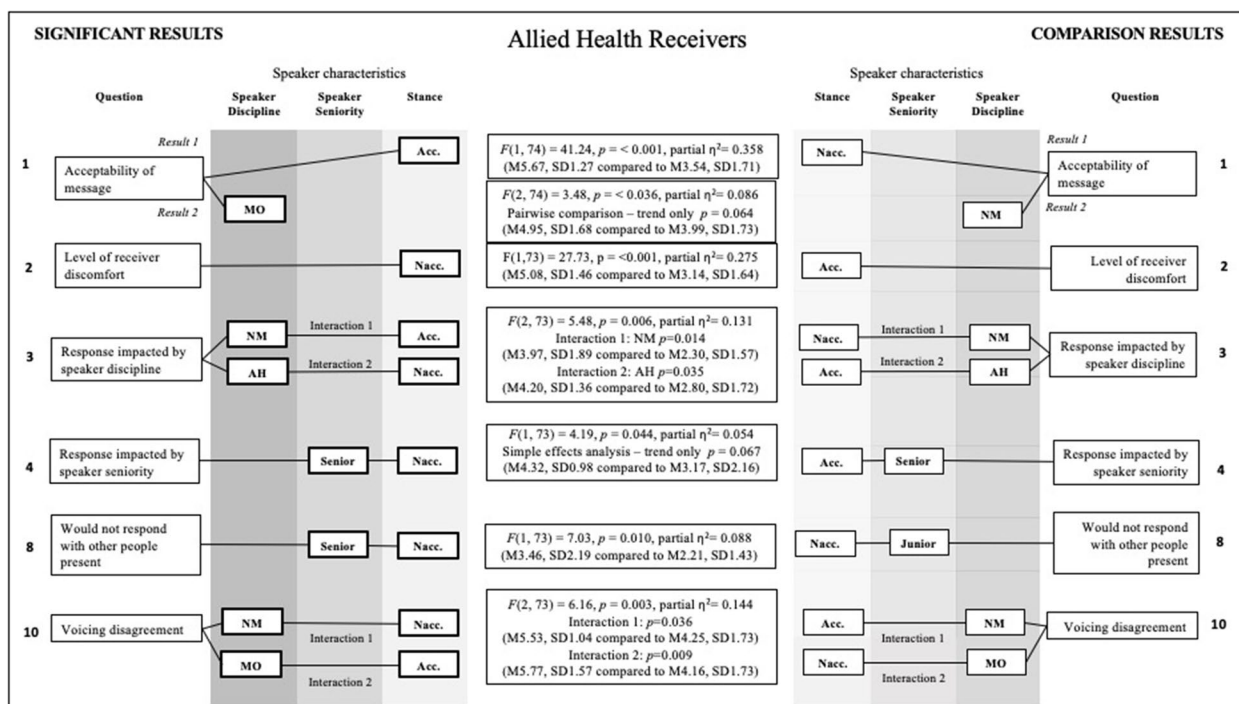 SIGNIFICANT RESULTS
Allied Health Receivers
COMPARISON RESULTS
Speaker characteristics
Speaker characteristics
Question
Speaker
Discipline
Speaker
Seniority
Stance
Stance
Speaker
Seniority
Speaker
Discipline
Question
1
Result 1
Acceptability of
message
Result 2
Acc.
MO
F(1, 74) = 41.24, p = < 0.001, partial η²= 0.358
(M5.67, SD1.27 compared to M3.54, SD1.71)
F(2, 74) = 3.48, p = < 0.036, partial η²= 0.086
Pairwise comparison – trend only p = 0.064
(M4.95, SD1.68 compared to M3.99, SD1.73)
Nacc.
NM
Result 1
Acceptability of
message
Result 2
1
2
Level of receiver
discomfort
Nacc.
F(1,73) = 27.73, p = <0.001, partial η²= 0.275
(M5.08, SD1.46 compared to M3.14, SD1.64)
Acc.
Level of receiver
discomfort
2
3
Response impacted by
speaker discipline
NM
Interaction 1
Acc.
AH
Interaction 2
Nacc.
F(2, 73) = 5.48, p = 0.006, partial η²= 0.131
Interaction 1: NM p=0.014
(M3.97, SD1.89 compared to M2.30, SD1.57)
Interaction 2: AH p=0.035
(M4.20, SD1.36 compared to M2.80, SD1.72)
Nacc.
Interaction 1
NM
Acc.
Interaction 2
AH
Response impacted by
speaker discipline
3
4
Response impacted by
speaker seniority
Senior
Nacc.
F(1, 73) = 4.19, p = 0.044, partial η²= 0.054
Simple effects analysis – trend only p = 0.067
(M4.32, SD0.98 compared to M3.17, SD2.16)
Acc.
Senior
Response impacted by
speaker seniority
4
8
Would not respond
with other people
present
Senior
Nacc.
F(1, 73) = 7.03, p = 0.010, partial η²= 0.088
(M3.46, SD2.19 compared to M2.21, SD1.43)
Nacc.
Junior
Would not respond
with other people
present
8
10
Voicing disagreement
NM
Interaction 1
Nacc.
MO
Interaction 2
Acc.
F(2, 73) = 6.16, p = 0.003, partial η²= 0.144
Interaction 1: p=0.036
(M5.53, SD1.04 compared to M4.25, SD1.73)
Interaction 2: p=0.009
(M5.77, SD1.57 compared to M4.16, SD1.73)
Acc.
Interaction 1
NM
Nacc.
Interaction 2
MO
Voicing disagreement
10